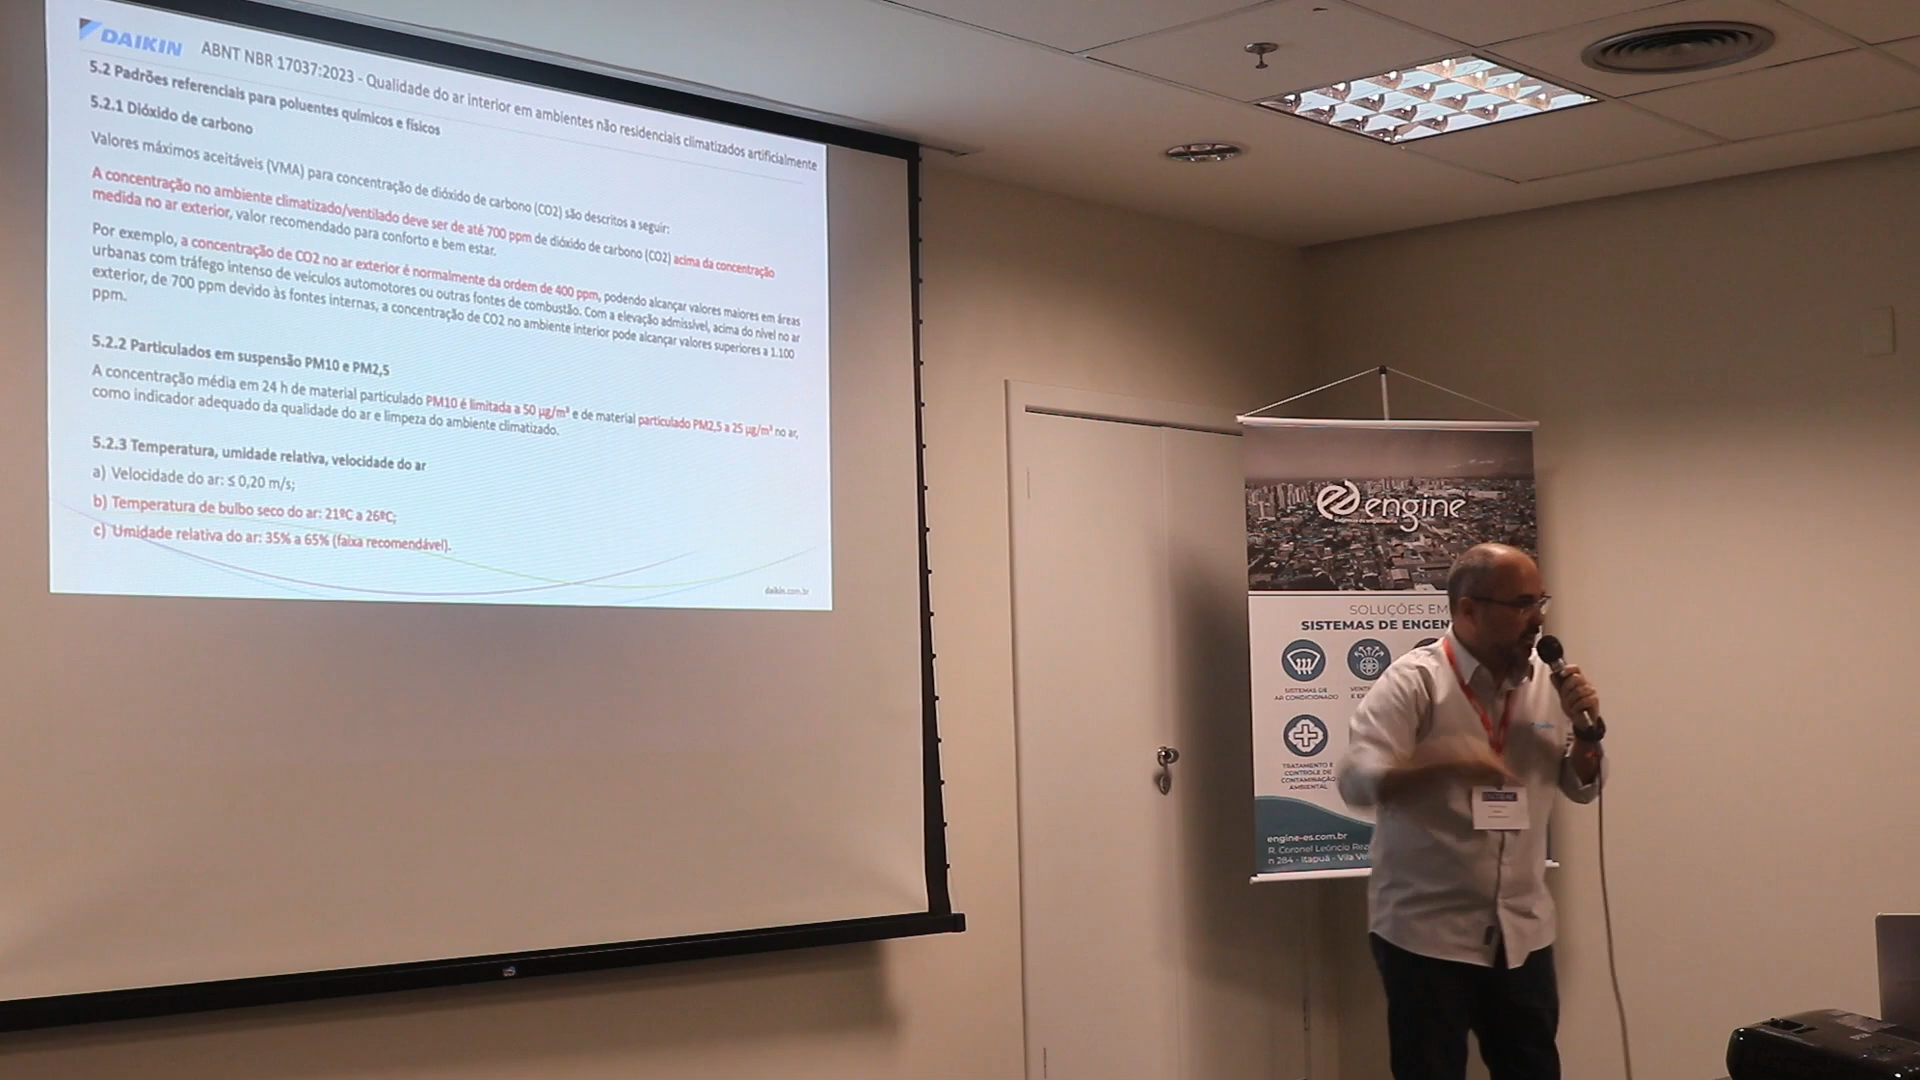 DAIKIN
ABNT NBR 17037:2023 - Qualidade do ar interior em ambientes não residenciais climatizados artificialmente
5.2 Padrões referenciais para poluentes químicos e físicos
5.2.1 Dióxido de carbono
Valores máximos aceitáveis (VMA) para concentração de dióxido de carbono (CO2) são descritos a seguir:
A concentração no ambiente climatizado/ventilado deve ser de até 700 ppm de dióxido de carbono (CO2) acima da concentração
medida no ar exterior, valor recomendado para conforto e bem estar.
Por exemplo, a concentração de CO2 no ar exterior é normalmente da ordem de 400 ppm, podendo alcançar valores maiores em áreas
urbanas com tráfego intenso de veículos automotores ou outras fontes de combustão. Com a elevação admissível, acima do nível no ar
exterior, de 700 ppm devido às fontes internas, a concentração de CO2 no ambiente interior pode alcançar valores superiores a 1.100
ppm.
5.2.2 Particulados em suspensão PM10 e PM2,5
A concentração média em 24 h de material particulado PM10 é limitada a 50 µg/m³ e de material particulado PM2,5 a 25 µg/m³ no ar,
como indicador adequado da qualidade do ar e limpeza do ambiente climatizado.
5.2.3 Temperatura, umidade relativa, velocidade do ar
a) Velocidade do ar: ≤ 0,20 m/s;
b) Temperatura de bulbo seco do ar: 21ºC a 26ºC;
c) Umidade relativa do ar: 35% a 65% (faixa recomendável).
daikin.com.br
engine
SOLUÇÕES EM
SISTEMAS DE ENGEN
SISTEMAS DE
AR CONDICIONADO
TRATAMENTO E
CONTROLE DE
CONTAMINAÇÃO
AMBIENTAL
engine-es.com.br
R. Coronel Leôncio
n 284 - Itapuã - Vila